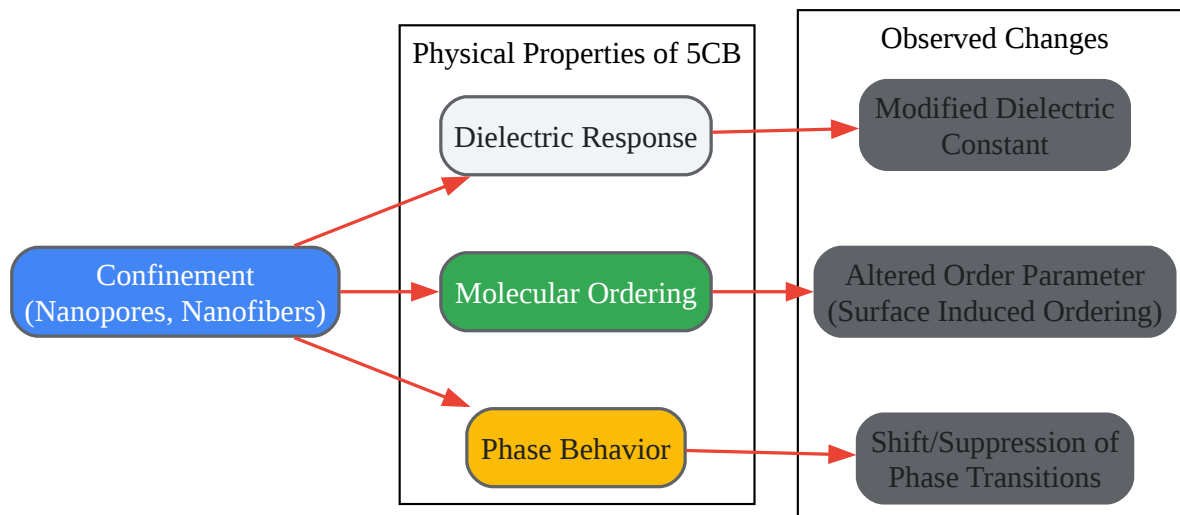 Physical Properties of 5CB
Observed Changes
Dielectric Response
Modified Dielectric
Constant
Confinement
(Nanopores, Nanofibers)
Molecular Ordering
Altered Order Parameter
(Surface Induced Ordering)
Phase Behavior
Shift/Suppression of
Phase Transitions